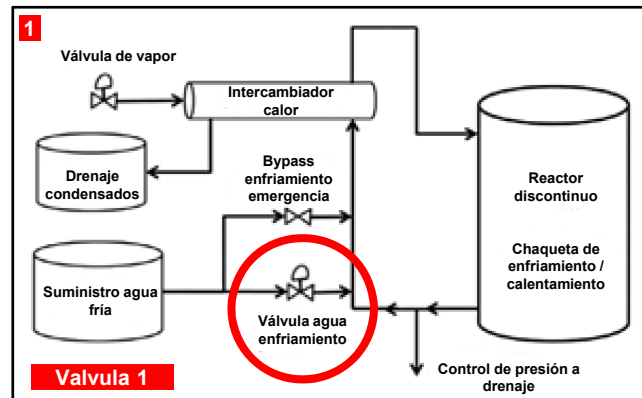 1
Válvula de vapor
Intercambiador
calor
Drenaje
condensados
Bypass
enfriamiento
emergencia
Reactor
discontinuo
Chaqueta de
enfriamiento /
calentamiento
Suministro agua
fría
Válvula agua
enfriamiento
Valvula 1
Control de presión a
drenaje